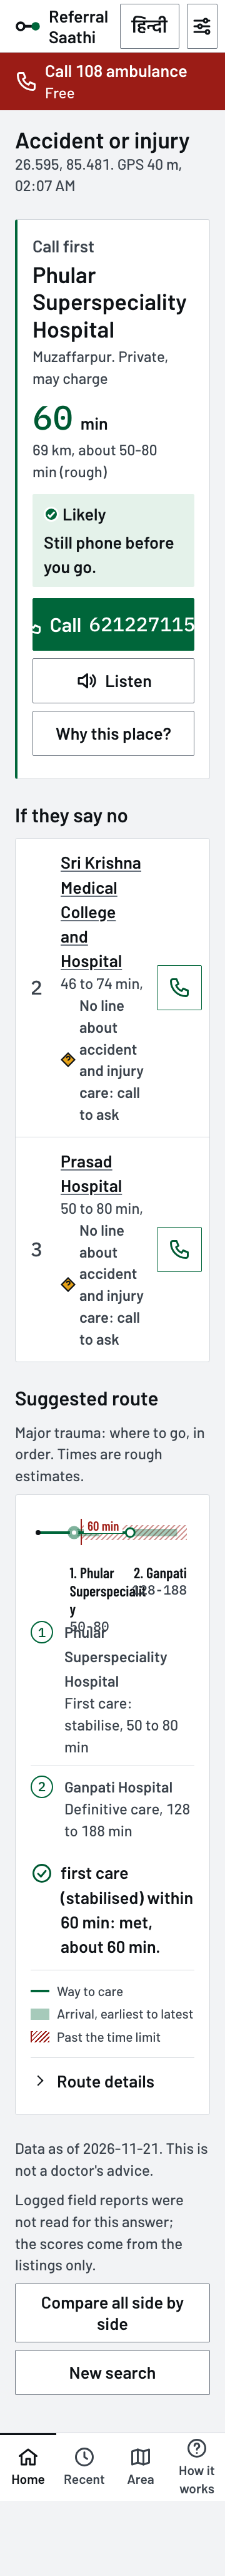 Referral
Saathi
हिन्दी
Call 108 ambulance
Free
Accident or injury
26.595, 85.481. GPS 40 m,
02:07 AM
Call first
Phular
Superspeciality
Hospital
Muzaffarpur. Private,
may charge
60 min
69 km, about 50-80
min (rough)
Likely
Still phone before
you go.
Call 621227115
Listen
Why this place?
If they say no
Sri Krishna
Medical
College
and
Hospital
2
46 to 74 min,
No line
about
accident
and injury
care: call
to ask
Prasad
Hospital
3
50 to 80 min,
No line
about
accident
and injury
care: call
to ask
Suggested route
Major trauma: where to go, in
order. Times are rough
estimates.
60 min
1. Phular
Superspeciality
50-80
2. Ganpati
128-188
1 Phular
Superspeciality
Hospital
First care:
stabilise, 50 to 80
min
2 Ganpati Hospital
Definitive care, 128
to 188 min
first care
(stabilised) within
60 min: met,
about 60 min.
Way to care
Arrival, earliest to latest
Past the time limit
Route details
Data as of 2026-11-21. This is
not a doctor's advice.
Logged field reports were
not read for this answer;
the scores come from the
listings only.
Compare all side by
side
New search
Home
Recent
Area
How it
works